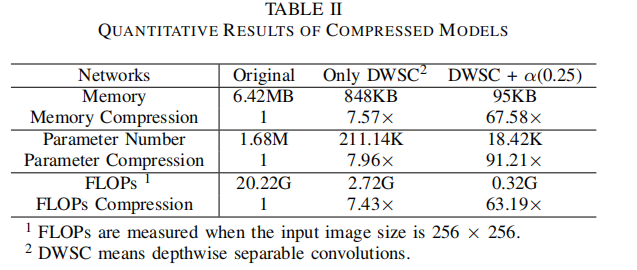 TABLE II
QUANTITATIVE RESULTS OF COMPRESSED MODELS
Networks Original Only DWSC² DWSC + α(0.25)
Memory 6.42MB 848KB 95KB
Memory Compression 1 7.57× 67.58×
Parameter Number 1.68M 211.14K 18.42K
Parameter Compression 1 7.96× 91.21×
FLOPs ¹ 20.22G 2.72G 0.32G
FLOPs Compression 1 7.43× 63.19×
¹ FLOPs are measured when the input image size is 256 × 256.
² DWSC means depthwise separable convolutions.